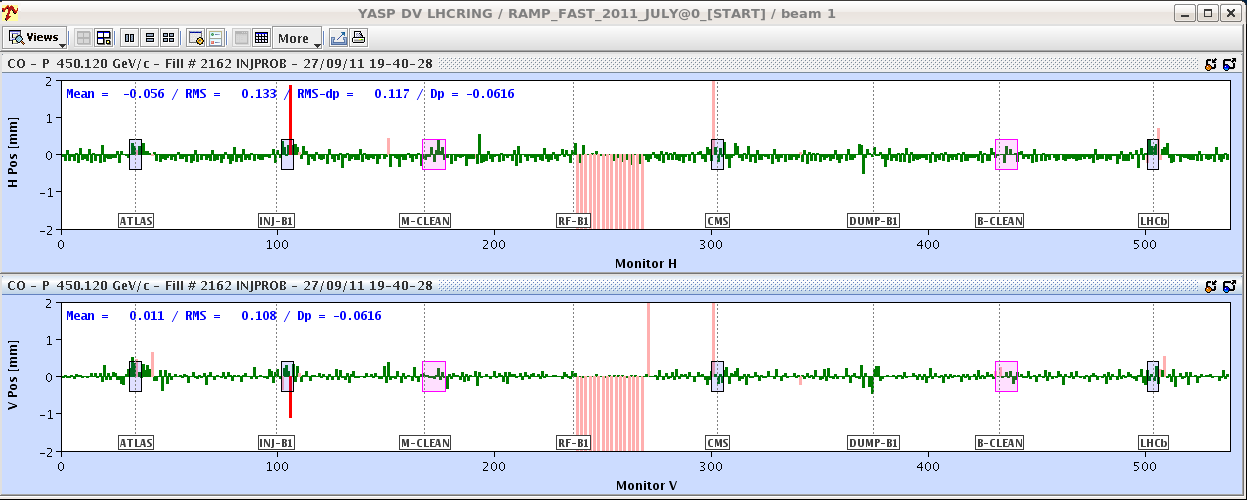 YASP DV LHCRING / RAMP_FAST_2011_JULY@0_[START] / beam 1
Views More
CO - P 450.120 GeV/c - Fill # 2162 INJPROB - 27/09/11 19-40-28
Mean = -0.056 / RMS = 0.133 / RMS-dp = 0.117 / Dp = -0.0616
H Pos [mm]
2
1
0
-1
-2
ATLAS INJ-B1 M-CLEAN RF-B1 CMS DUMP-B1 B-CLEAN LHCb
0 100 200 300 400 500
Monitor H
CO - P 450.120 GeV/c - Fill # 2162 INJPROB - 27/09/11 19-40-28
Mean = 0.011 / RMS = 0.108 / Dp = -0.0616
V Pos [mm]
2
1
0
-1
-2
ATLAS INJ-B1 M-CLEAN RF-B1 CMS DUMP-B1 B-CLEAN LHCb
0 100 200 300 400 500
Monitor V